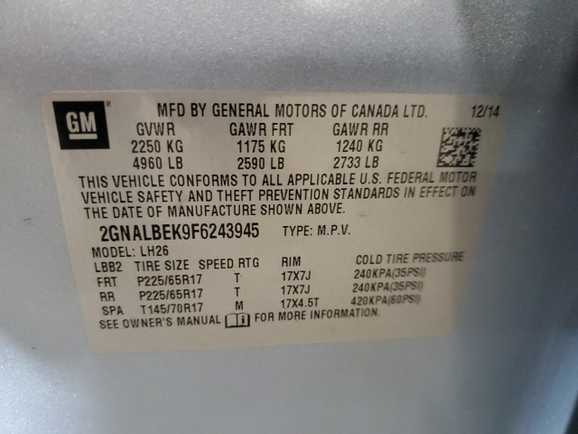 GM ®
MFD BY GENERAL MOTORS OF CANADA LTD. 12/14
GVWR GAWR FRT GAWR RR
2250 KG 1175 KG 1240 KG
4960 LB 2590 LB 2733 LB
THIS VEHICLE CONFORMS TO ALL APPLICABLE U.S. FEDERAL MOTOR
VEHICLE SAFETY AND THEFT PREVENTION STANDARDS IN EFFECT ON
THE DATE OF MANUFACTURE SHOWN ABOVE.
2GNALBEK9F6243945 TYPE: M.P.V.
MODEL: LH26
LBB2 TIRE SIZE SPEED RTG RIM COLD TIRE PRESSURE
FRT P225/65R17 T 17X7J 240KPA(35PSI)
RR P225/65R17 T 17X7J 240KPA(35PSI)
SPA T145/70R17 M 17X4.5T 420KPA(60PSI)
SEE OWNER'S MANUAL FOR MORE INFORMATION.